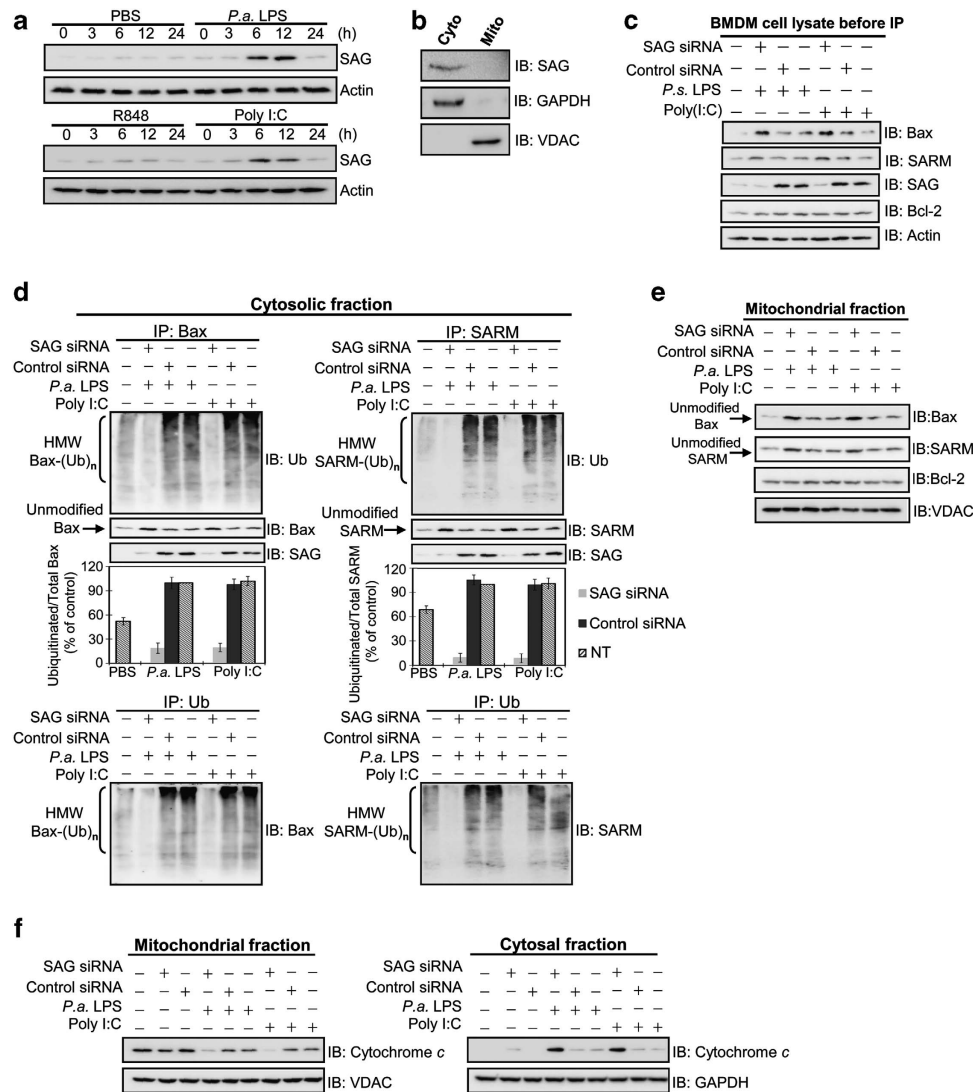 a
PBS
P.a. LPS
0 3 6 12 24 0 3 6 12 24 (h)
SAG
Actin
R848
Poly I:C
0 3 6 12 24 0 3 6 12 24 (h)
SAG
Actin
b
Cyto
Mito
IB: SAG
IB: GAPDH
IB: VDAC
c
BMDM cell lysate before IP
SAG siRNA – + – – + – –
Control siRNA – – + – – + –
P.s. LPS – + + + – – –
Poly(I:C) – – – – + + +
IB: Bax
IB: SARM
IB: SAG
IB: Bcl-2
IB: Actin
d
Cytosolic fraction
IP: Bax
SAG siRNA – + – – + – –
Control siRNA – – + – – + –
P.a. LPS – + + + – – –
Poly I:C – – – – + + +
HMW
Bax-(Ub)n
IB: Ub
Unmodified
Bax
IB: Bax
IB: SAG
Ubiquitinated/Total Bax
(% of control)
120
90
60
30
0
PBS P.a. LPS Poly I:C
IP: SARM
SAG siRNA – + – – + – –
Control siRNA – – + – – + –
P.a. LPS – + + + – – –
Poly I:C – – – – + + +
HMW
SARM-(Ub)n
IB: Ub
Unmodified
SARM
IB: SARM
IB: SAG
Ubiquitinated/Total SARM
(% of control)
120
90
60
30
0
PBS P.a. LPS Poly I:C
SAG siRNA
Control siRNA
NT
IP: Ub
SAG siRNA – + – – + – –
Control siRNA – – + – – + –
P.a. LPS – + + + – – –
Poly I:C – – – – + + +
HMW
Bax-(Ub)n
IB: Bax
IP: Ub
SAG siRNA – + – – + – –
Control siRNA – – + – – + –
P.a. LPS – + + + – – –
Poly I:C – – – – + + +
HMW
SARM-(Ub)n
IB: SARM
e
Mitochondrial fraction
SAG siRNA – + – – + – –
Control siRNA – – + – – + –
P.a. LPS – + + + – – –
Poly I:C – – – – + + +
Unmodified
Bax
IB:Bax
Unmodified
SARM
IB:SARM
IB:Bcl-2
IB:VDAC
f
Mitochondrial fraction
SAG siRNA – + – + – – + – –
Control siRNA – – + – + – – + –
P.a. LPS – – – + + + – – –
Poly I:C – – – – – – + + +
IB: Cytochrome c
IB: VDAC
Cytosal fraction
SAG siRNA – + – + – – + – –
Control siRNA – – + – + – – + –
P.a. LPS – – – + + + – – –
Poly I:C – – – – – – + + +
IB: Cytochrome c
IB: GAPDH